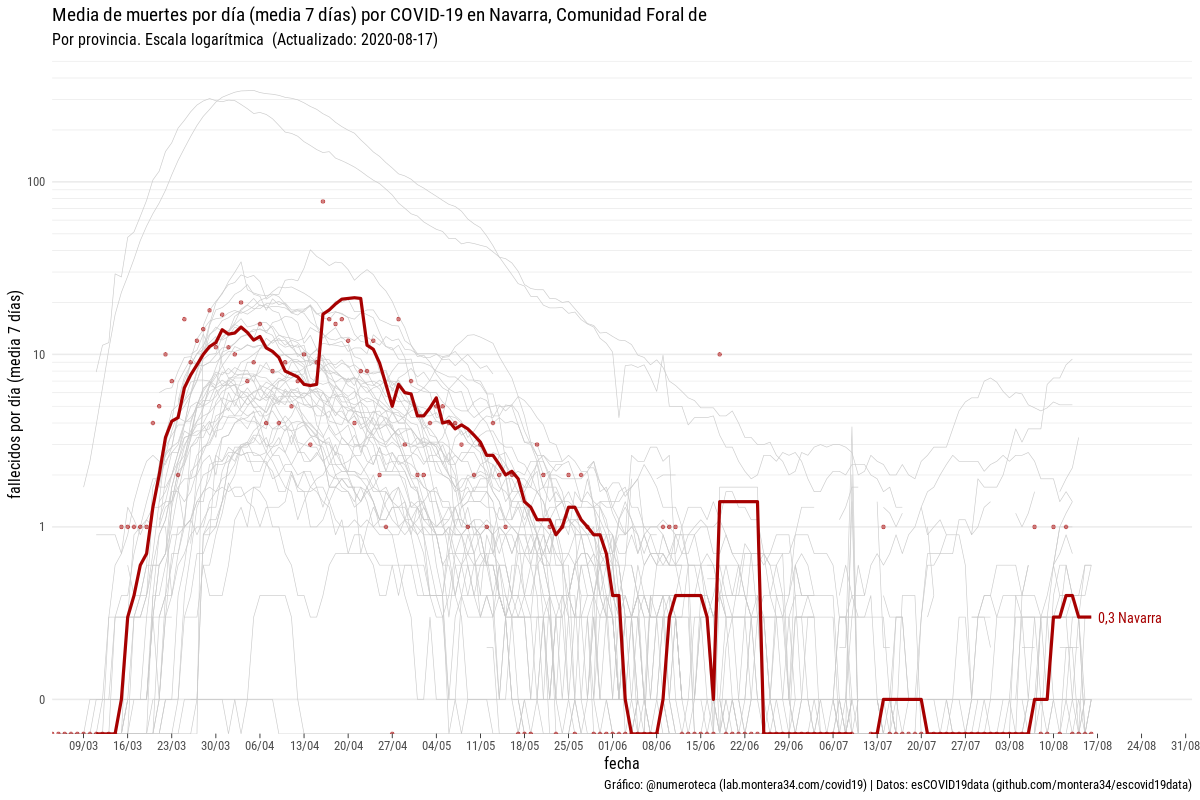 Media de muertes por día (media 7 días) por COVID-19 en Navarra, Comunidad Foral de
Por provincia. Escala logarítmica  (Actualizado: 2020-08-17)
fallecidos por día (media  7 días)
100
10
1
0
0,3 Navarra
09/03 16/03 23/03 30/03 06/04 13/04 20/04 27/04 04/05 11/05 18/05 25/05 01/06 08/06 15/06 22/06 29/06 06/07 13/07 20/07 27/07 03/08 10/08 17/08 24/08 31/08
fecha
Gráfico: @numeroteca (lab.montera34.com/covid19) | Datos: esCOVID19data (github.com/montera34/escovid19data)